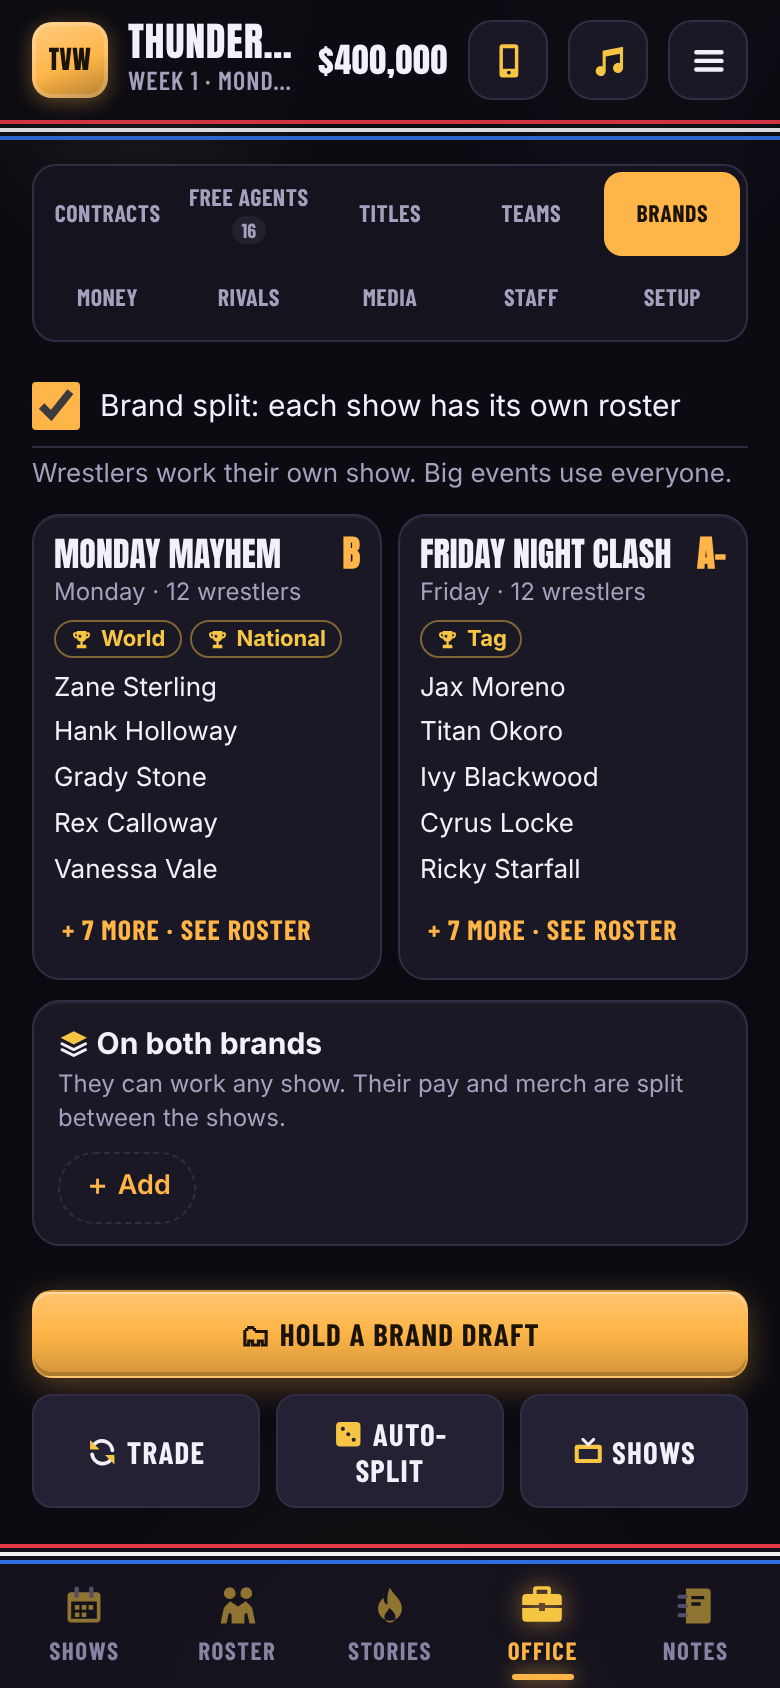 TVW
THUNDER...
WEEK 1 · MOND...
$400,000
CONTRACTS
FREE AGENTS
16
TITLES
TEAMS
BRANDS
MONEY
RIVALS
MEDIA
STAFF
SETUP
Brand split: each show has its own roster
Wrestlers work their own show. Big events use everyone.
MONDAY MAYHEM B
Monday · 12 wrestlers
World National
Zane Sterling
Hank Holloway
Grady Stone
Rex Calloway
Vanessa Vale
+ 7 MORE · SEE ROSTER
FRIDAY NIGHT CLASH A-
Friday · 12 wrestlers
Tag
Jax Moreno
Titan Okoro
Ivy Blackwood
Cyrus Locke
Ricky Starfall
+ 7 MORE · SEE ROSTER
On both brands
They can work any show. Their pay and merch are split
between the shows.
+ Add
HOLD A BRAND DRAFT
TRADE
AUTO-
SPLIT
SHOWS
SHOWS
ROSTER
STORIES
OFFICE
NOTES